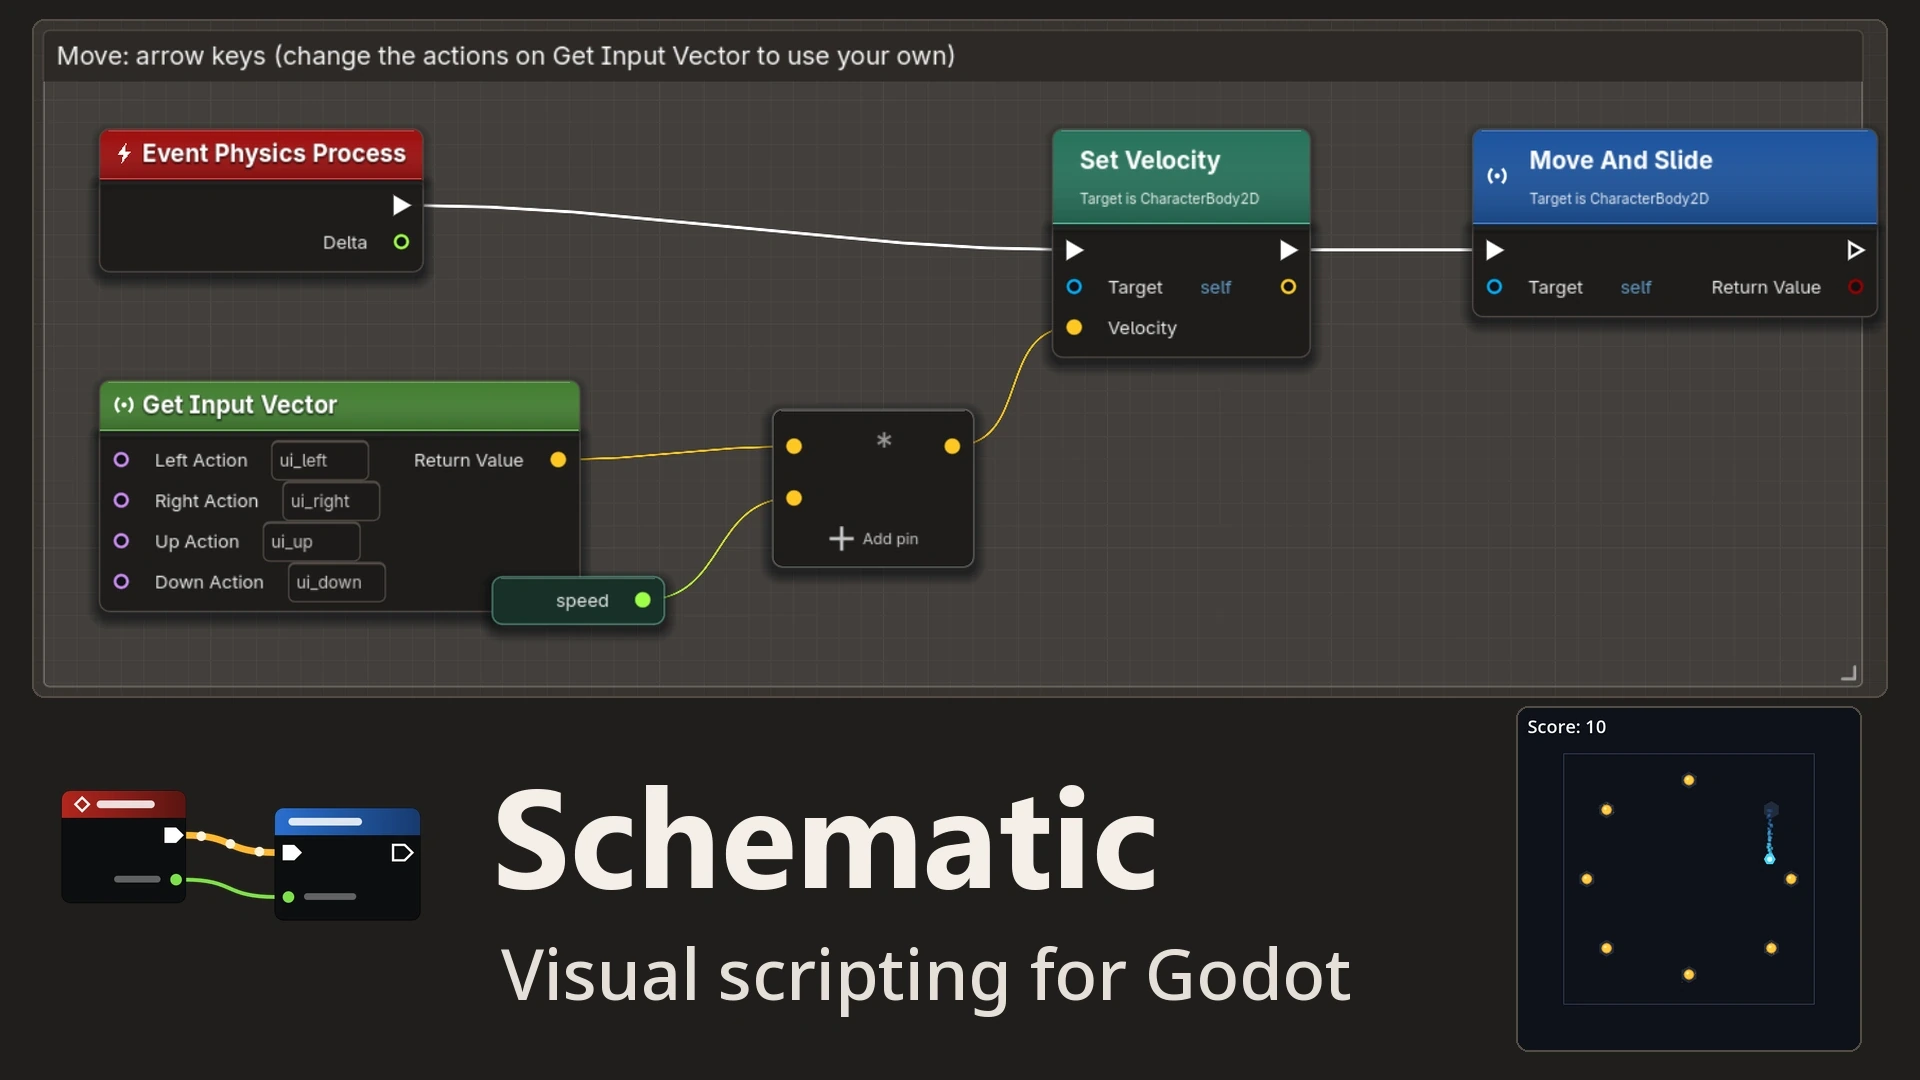 Move: arrow keys (change the actions on Get Input Vector to use your own)
Event Physics Process
Delta
Set Velocity
Target is CharacterBody2D
Target self
Velocity
Move And Slide
Target is CharacterBody2D
Target self Return Value
Get Input Vector
Left Action ui_left Return Value
Right Action ui_right
Up Action ui_up
Down Action ui_down
speed
*
Add pin
Schematic
Visual scripting for Godot
Score: 10